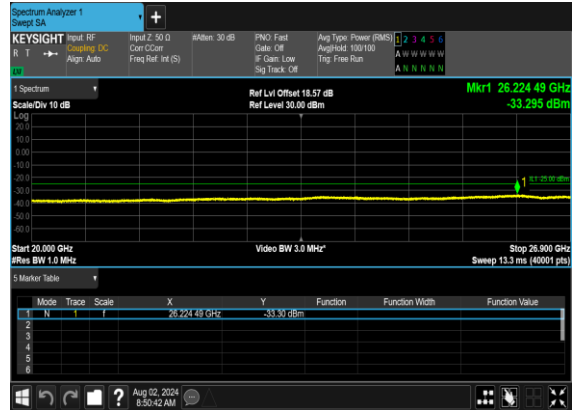 Spectrum Analyzer 1
Swept SA
+
KEYSIGHT
R T
Input: RF
Coupling: DC
Align: Auto
Input Z: 50 Ω
Corr CCorr
Freq Ref: Int (S)
#Atten: 30 dB
PNO: Fast
Gate: Off
IF Gain: Low
Sig Track: Off
Avg Type: Power (RMS)
Avg|Hold: 100/100
Trig: Free Run
1 2 3 4 5 6
A W W W W W
A N N N N N
1 Spectrum
Scale/Div 10 dB
Ref Lvl Offset 18.57 dB
Ref Level 30.00 dBm
Mkr1 26.224 49 GHz
-33.295 dBm
Log
20.0
10.0
0.00
-10.0
-20.0
-30.0
-40.0
-50.0
-60.0
1
-25.00 dBm
Start 20.000 GHz
#Res BW 1.0 MHz
Video BW 3.0 MHz*
Stop 26.900 GHz
Sweep 13.3 ms (40001 pts)
5 Marker Table
Mode Trace Scale X Y Function Function Width Function Value
1 N 1 f 26.224 49 GHz -33.30 dBm
2
3
4
5
6
?
Aug 02, 2024
8:50:42 AM